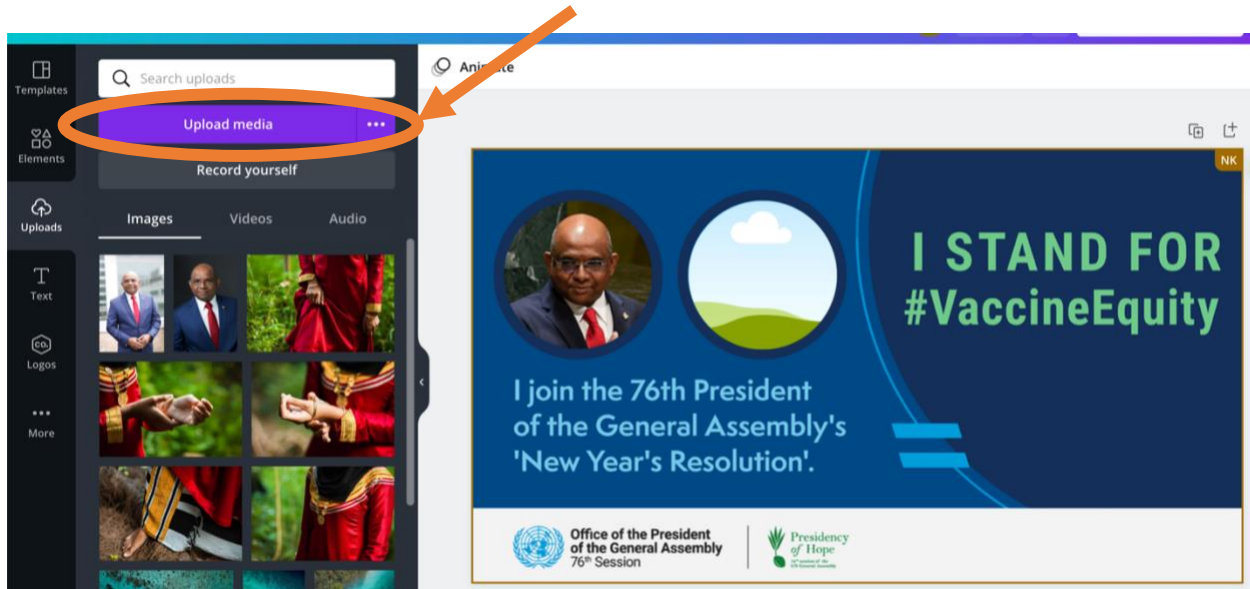 Templates
Elements
Uploads
Text
CO.
Logos
More
Search uploads
Upload media
Record yourself
Images Videos Audio
Animate
NK
I STAND FOR
#VaccineEquity
I join the 76th President
of the General Assembly's
'New Year's Resolution'.
Office of the President
of the General Assembly
76th Session
Presidency
of Hope